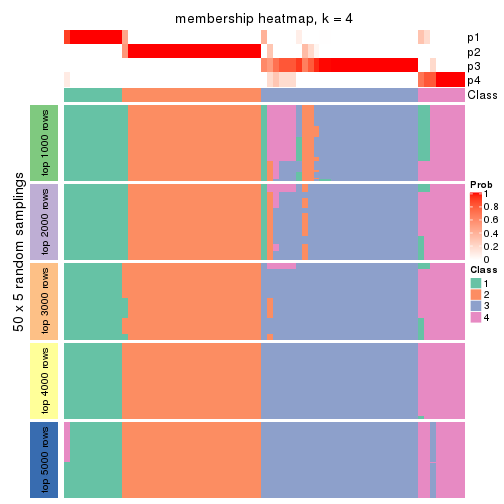 membership heatmap, k = 4
p1
p2
p3
p4
Class
50 x 5 random samplings
top 1000 rows
top 2000 rows
top 3000 rows
top 4000 rows
top 5000 rows
Prob
1
0.8
0.6
0.4
0.2
0
Class
1
2
3
4